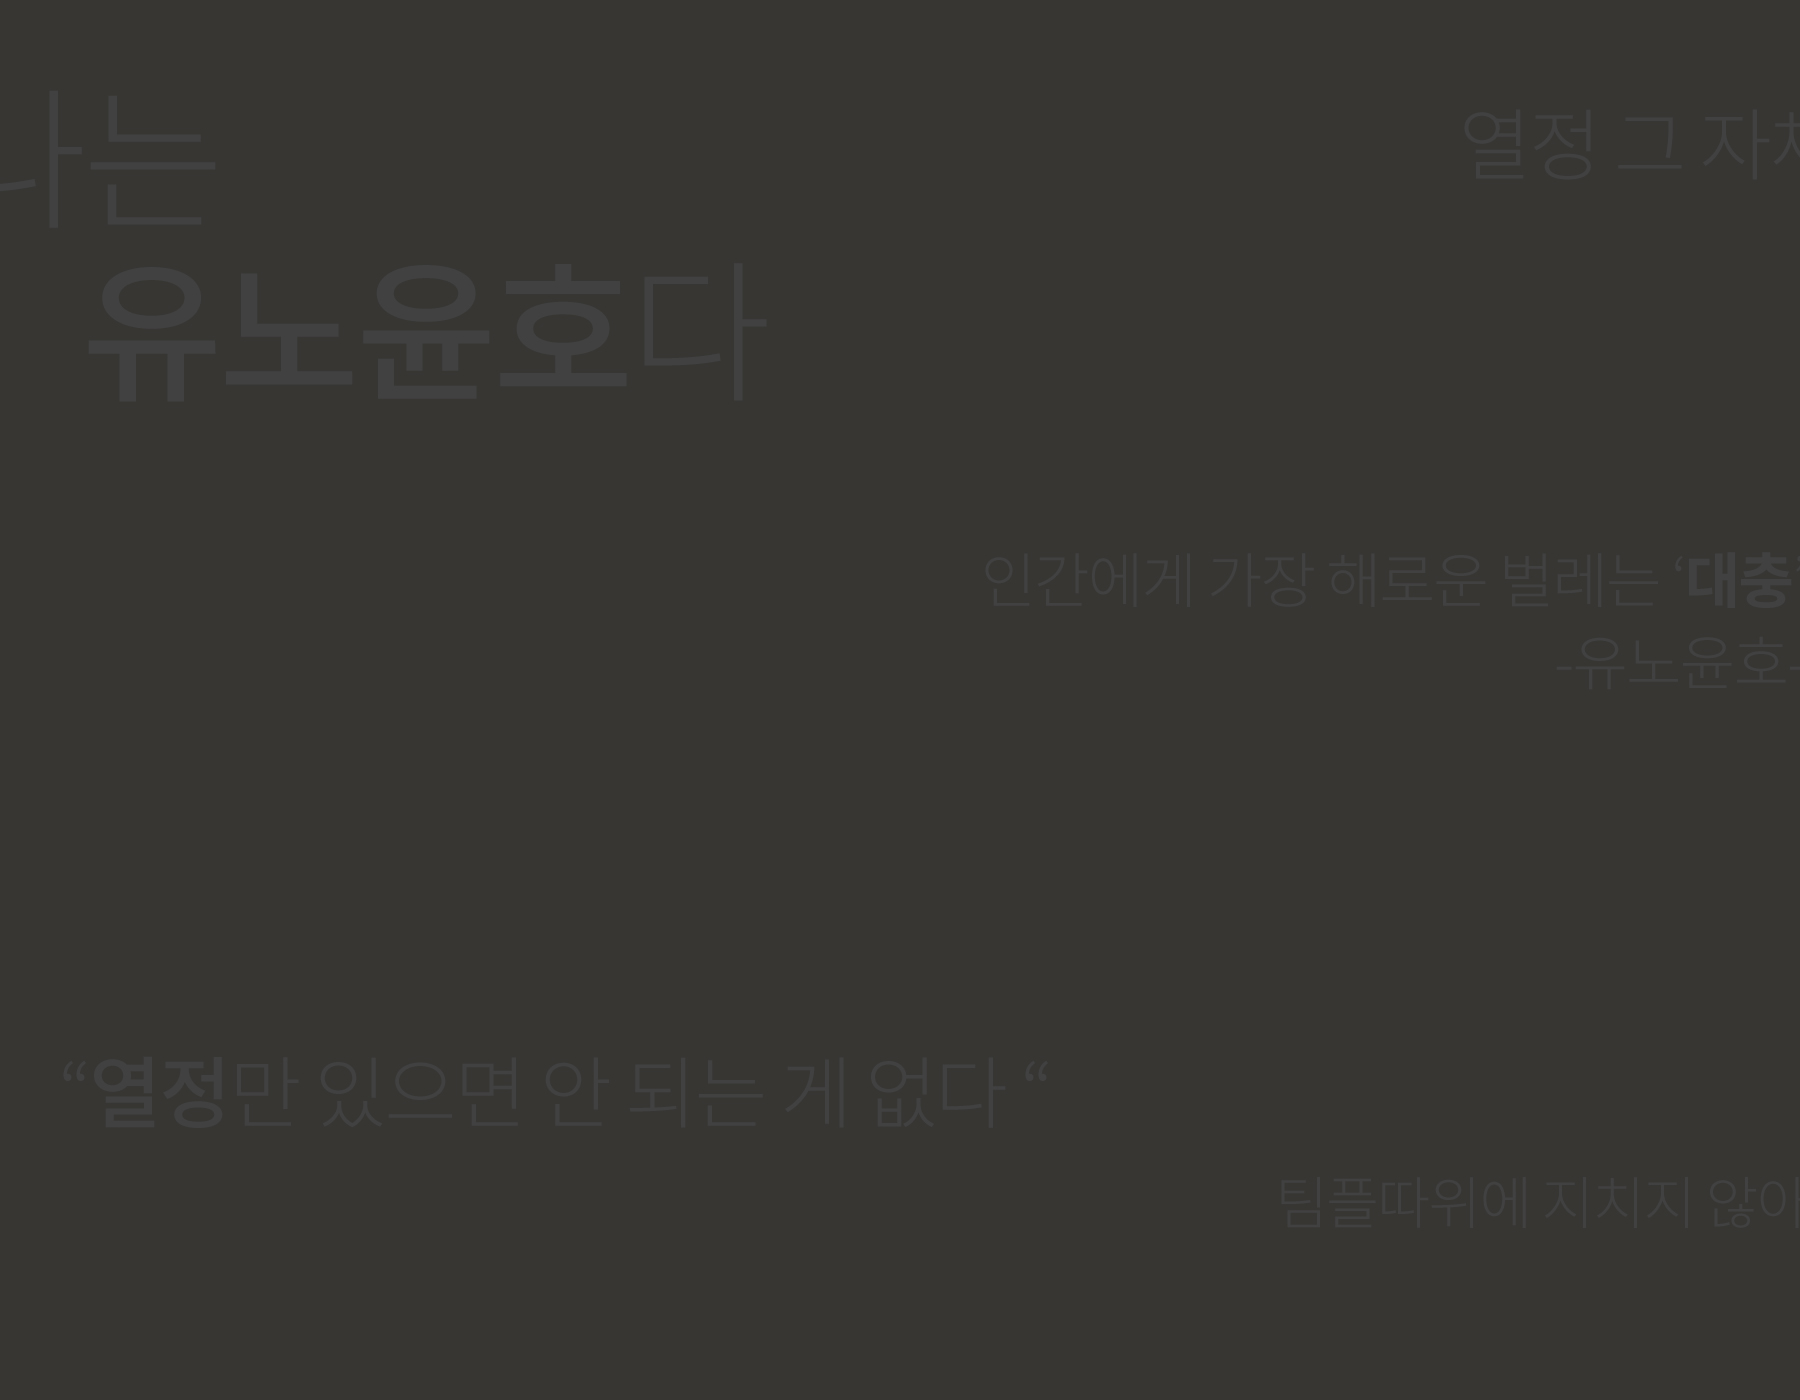 나는
열정 그 자체
유노윤호다
인간에게 가장 해로운 벌레는 ‘대충’
-유노윤호-
“열정만 있으면 안 되는 게 없다 “
팀플따위에 지치지 않아